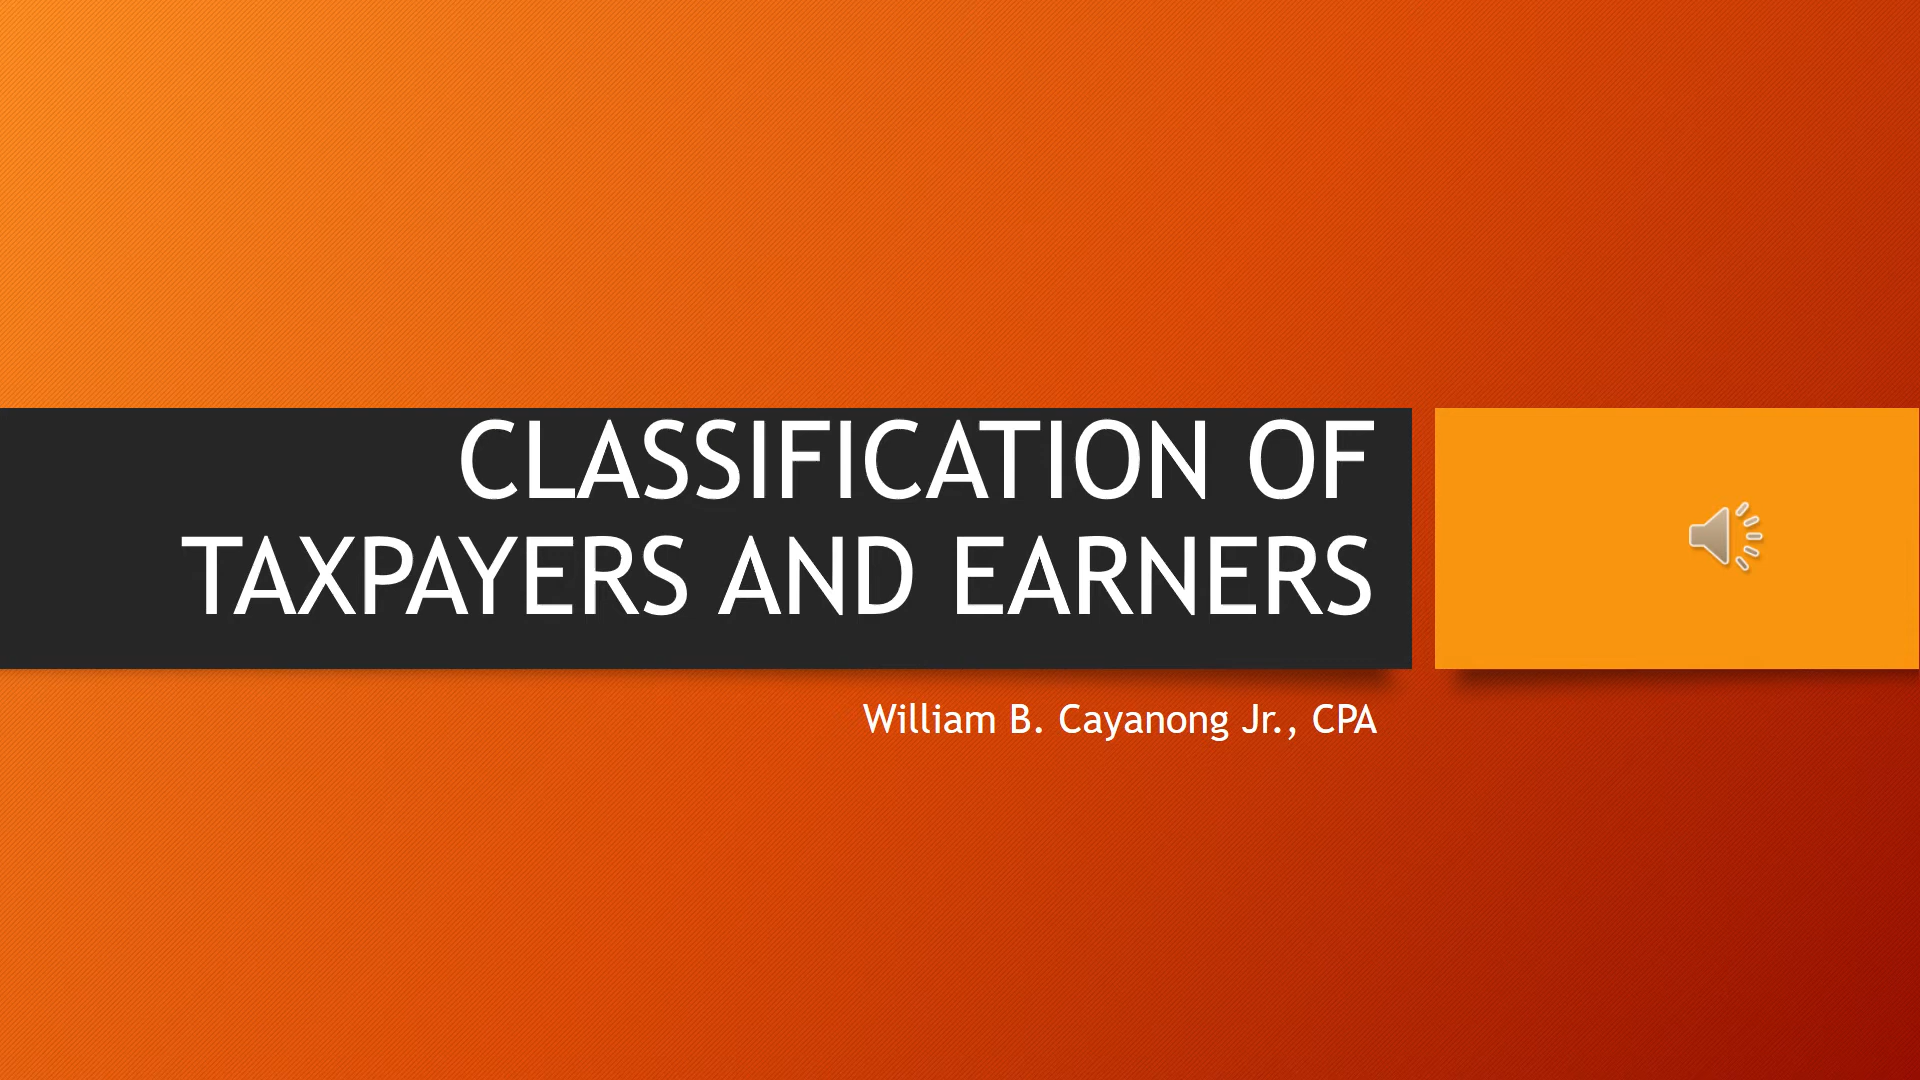 CLASSIFICATION OF
TAXPAYERS AND EARNERS
William B. Cayanong Jr., CPA